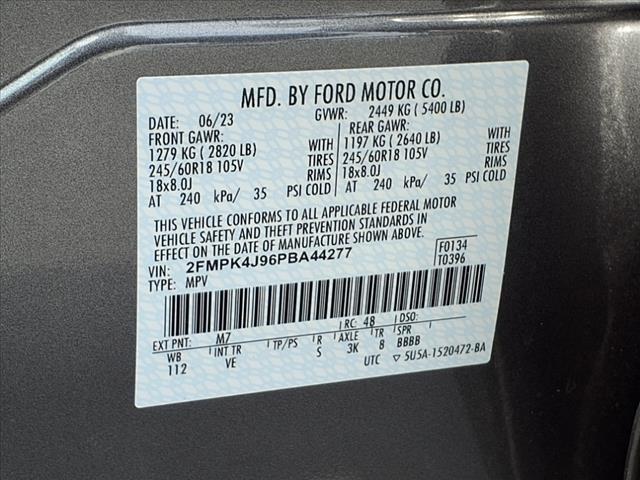 MFD. BY FORD MOTOR CO.
DATE: 06/23 GVWR: 2449 KG ( 5400 LB)
FRONT GAWR: REAR GAWR:
1279 KG ( 2820 LB) WITH 1197 KG ( 2640 LB) WITH
245/60R18 105V TIRES 245/60R18 105V TIRES
18x8.0J RIMS 18x8.0J RIMS
AT 240 kPa/ 35 PSI COLD AT 240 kPa/ 35 PSI COLD
THIS VEHICLE CONFORMS TO ALL APPLICABLE FEDERAL MOTOR
VEHICLE SAFETY AND THEFT PREVENTION STANDARDS IN
EFFECT ON THE DATE OF MANUFACTURE SHOWN ABOVE.
VIN: 2FMPK4J96PBA44277 F0134
TYPE: MPV T0396
EXT PNT: M7 RC: 48 DSO:
WB INT TR TP/PS R AXLE TR SPR
112 VE S 3K 8 BBBB
UTC ▽ 5U5A-1520472-BA